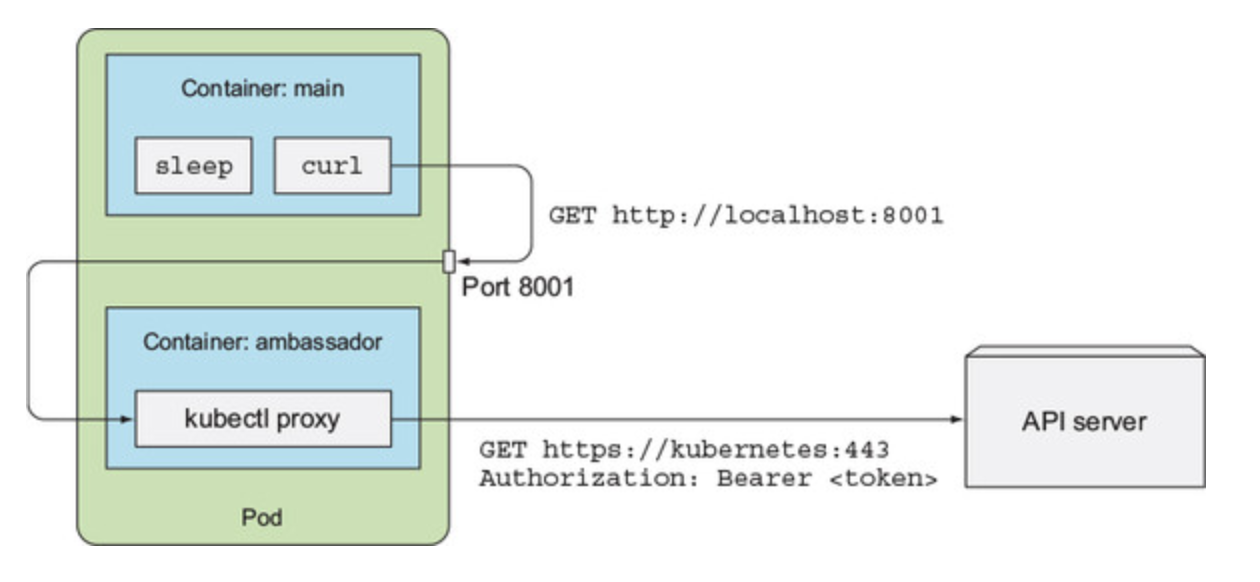 Container: main
sleep
curl
GET http://localhost:8001
Port 8001
Container: ambassador
kubectl proxy
API server
GET https://kubernetes:443
Authorization: Bearer <token>
Pod